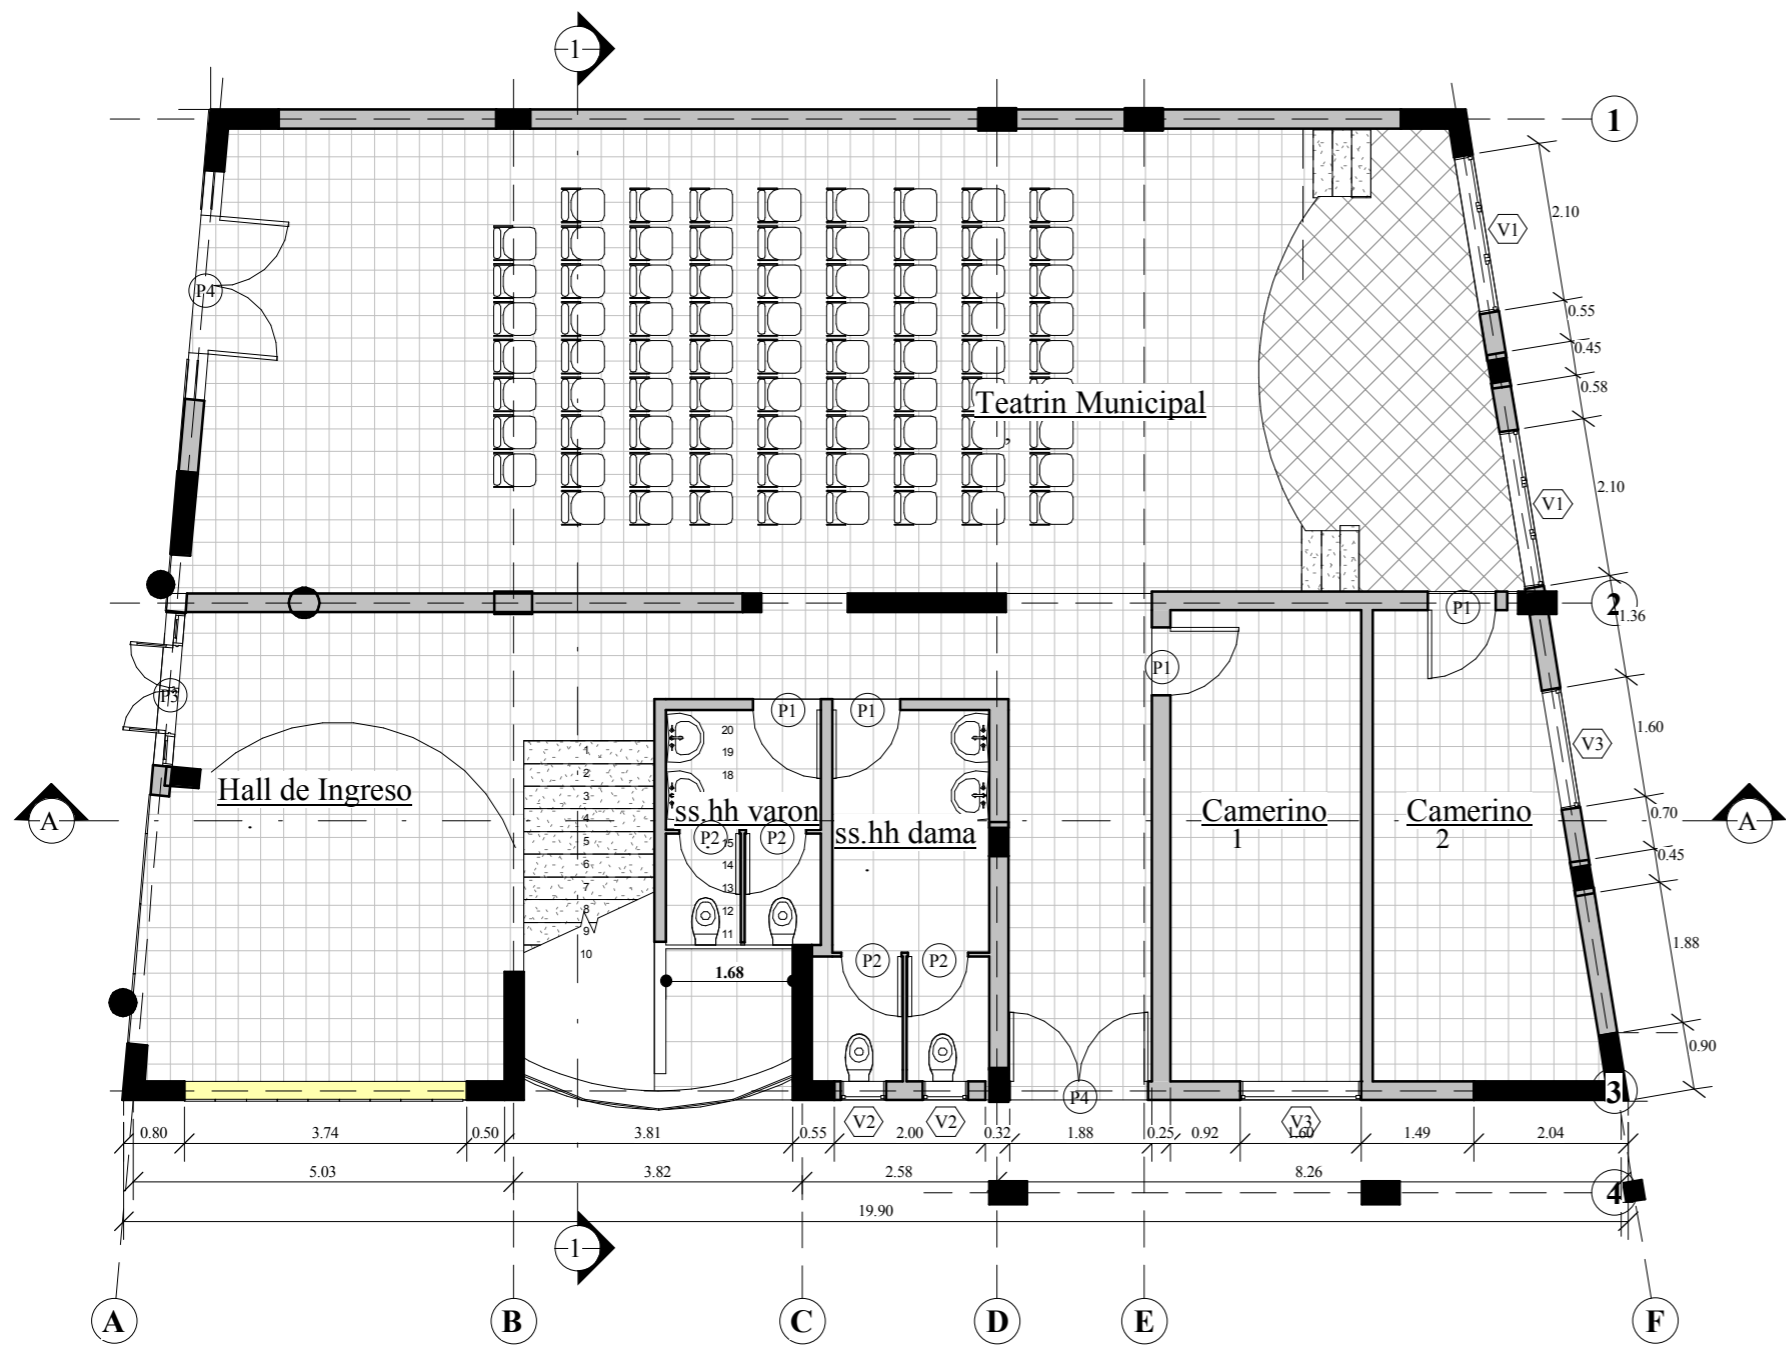 1
1
2.10
V1
P4
0.55
0.45
0.58
Teatrin Municipal
,
2.10
V1
P1
2
1.36
P1
P3
P1
P1
20
19
18
1.60
V3
1
2
3
4
5
6
7
8
9
10
Hall de Ingreso
ss.hh varon
Camerino
1
Camerino
2
A
A
0.70
P2
P2
15
14
13
12
11
ss.hh dama
0.45
1.88
P2
P2
1.68
0.90
3
P4
V2
V2
V3
0.80
3.74
0.50
3.81
0.55
2.00
0.32
1.88
0.25
0.92
1.60
1.49
2.04
5.03
3.82
2.58
8.26
4
19.90
1
A
B
C
D
E
F